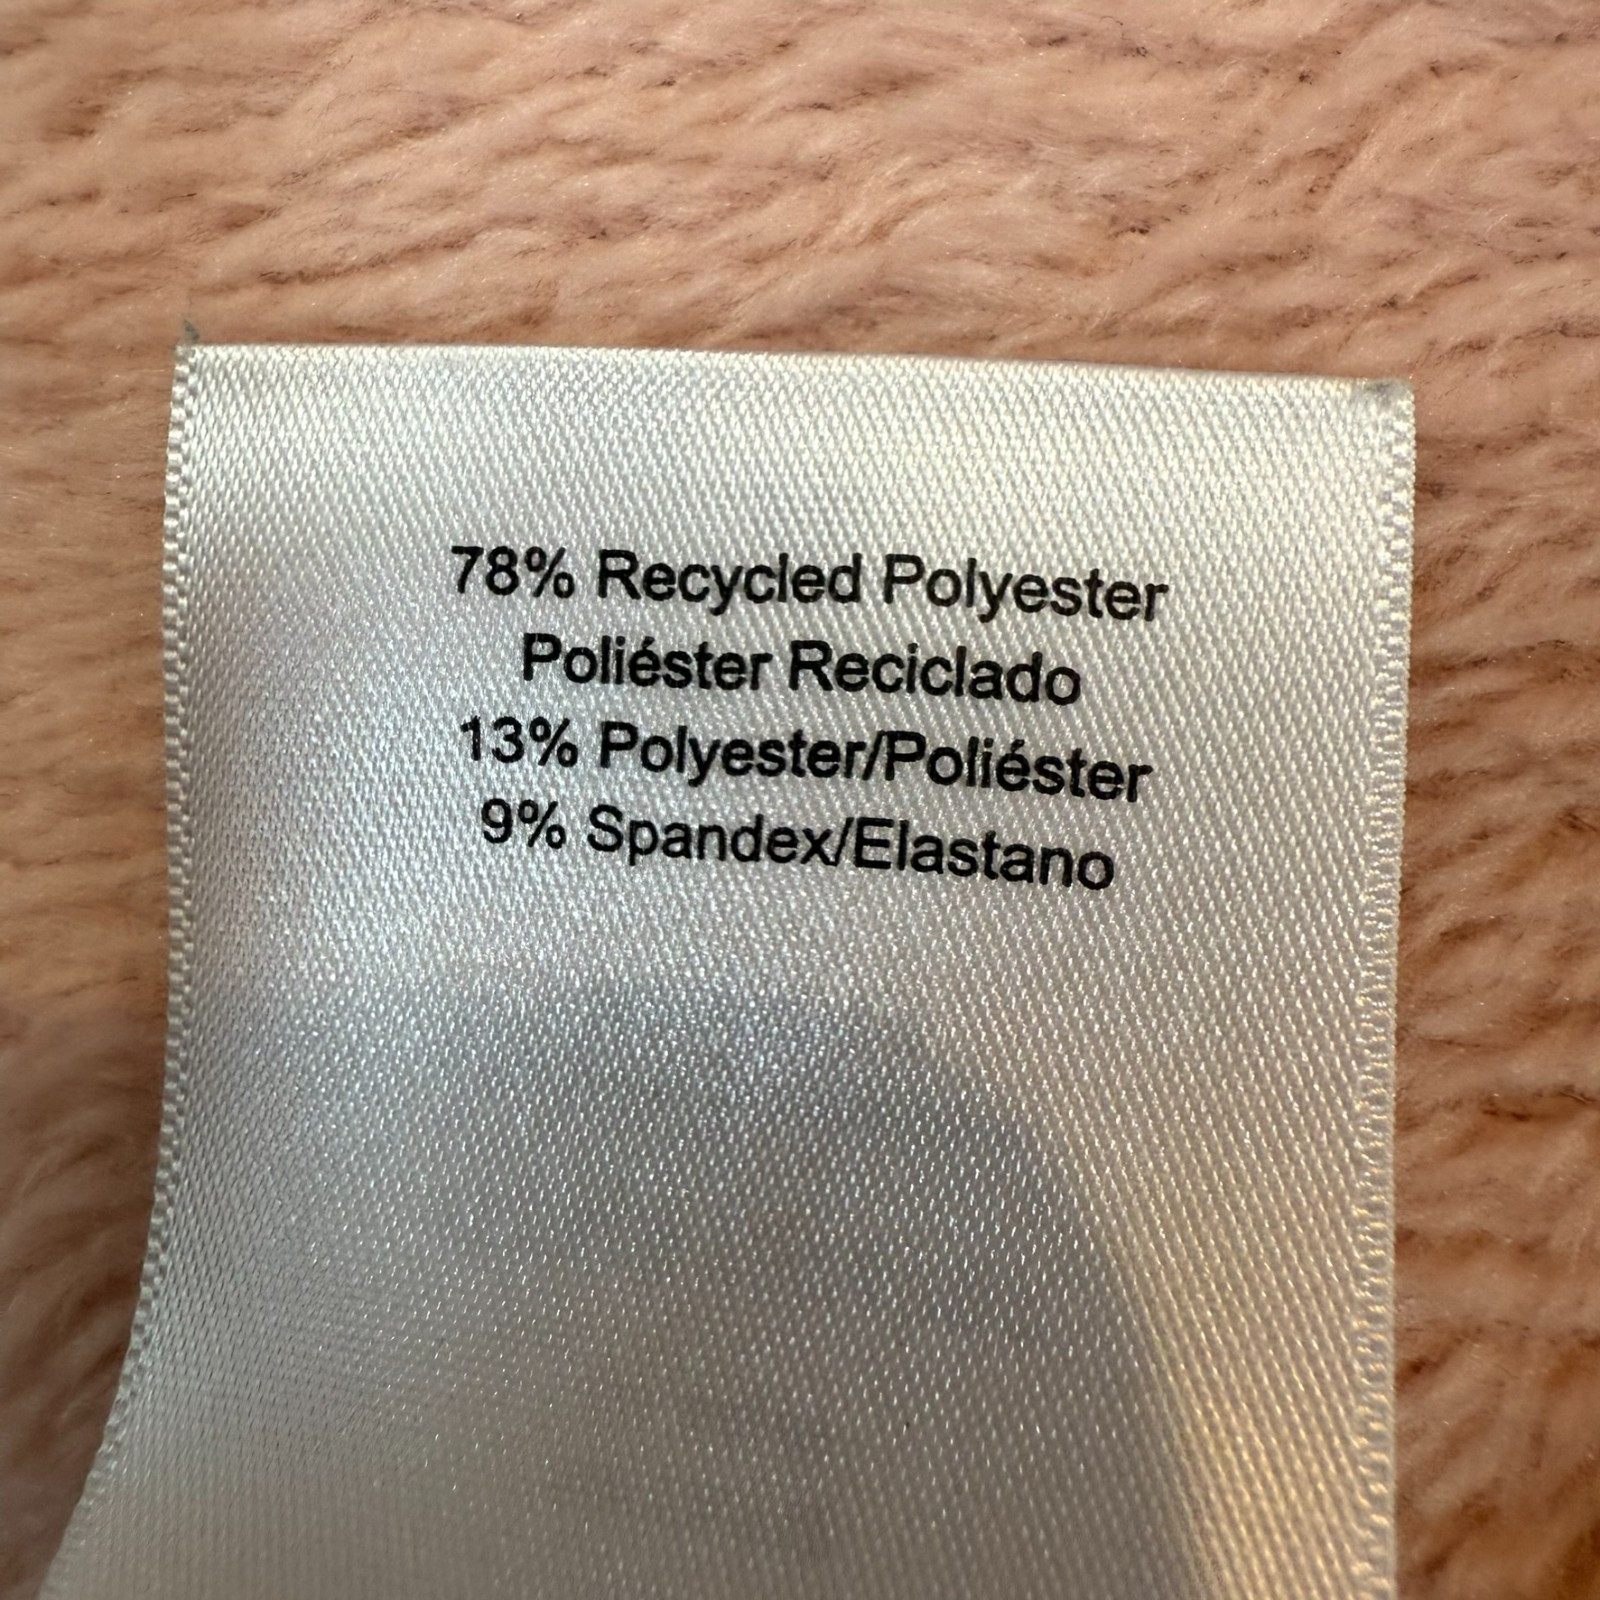 78% Recycled Polyester
Poliéster Reciclado
13% Polyester/Poliéster
9% Spandex/Elastano